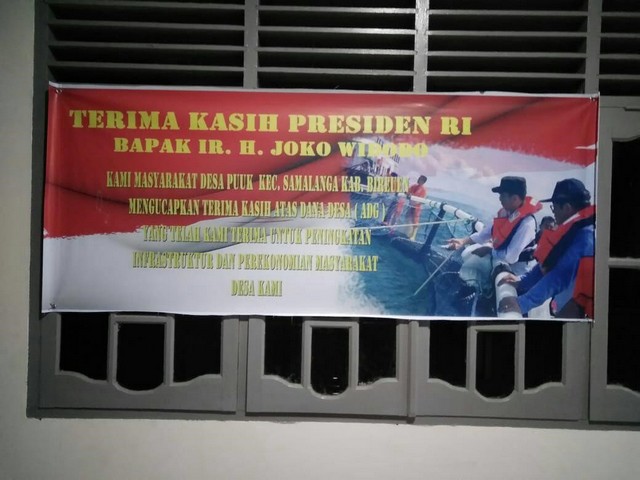 TERIMA KASIH PRESIDEN RI
BAPAK IR. H. JOKO WIDODO
KAMI MASYARAKAT DESA PUUK KEC. SAMALANGA KAB. BIREUEN
MENGUCAPKAN TERIMA KASIH ATAS DANA DESA ( ADG )
YANG TELAH KAMI TERIMA UNTUK PENINGKATAN
INFRASTRUKTUR DAN PEREKONOMIAN MASYARAKAT
DESA KAMI